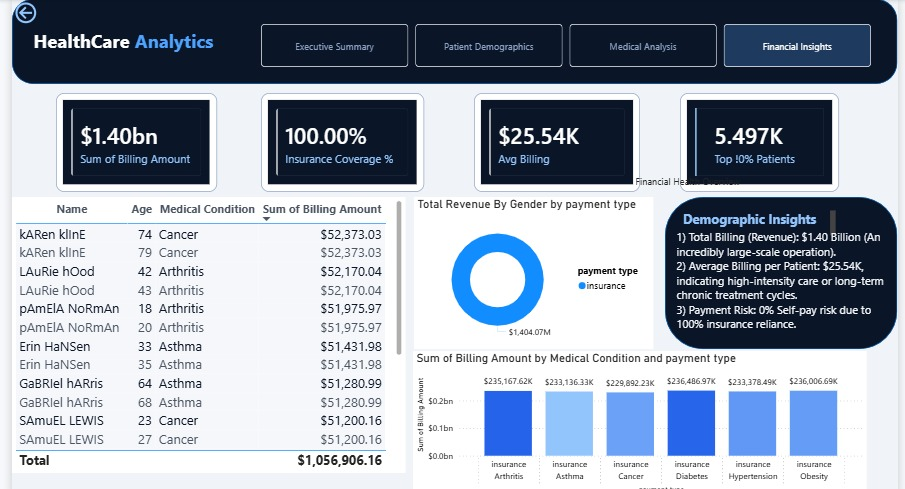 HealthCare Analytics
Executive Summary
Patient Demographics
Medical Analysis
Financial Insights
$1.40bn
Sum of Billing Amount
100.00%
Insurance Coverage %
$25.54K
Avg Billing
5.497K
Top !0% Patients
Financial Health Overview
Name Age Medical Condition Sum of Billing Amount
kARen klInE 74 Cancer $52,373.03
kARen klInE 79 Cancer $52,373.03
LAuRie hOod 42 Arthritis $52,170.04
LAuRie hOod 43 Arthritis $52,170.04
pAmElA NoRmAn 18 Arthritis $51,975.97
pAmElA NoRmAn 20 Arthritis $51,975.97
Erin HaNSen 33 Asthma $51,431.98
Erin HaNSen 35 Asthma $51,431.98
GaBRIel hARris 64 Asthma $51,280.99
GaBRIel hARris 68 Asthma $51,280.99
SAmuEL LEWIS 23 Cancer $51,200.16
SAmuEL LEWIS 27 Cancer $51,200.16
Total $1,056,906.16
Total Revenue By Gender by payment type
payment type
insurance
$1,404.07M
Demographic Insights
1) Total Billing (Revenue): $1.40 Billion (An
incredibly large-scale operation).
2) Average Billing per Patient: $25.54K,
indicating high-intensity care or long-term
chronic treatment cycles.
3) Payment Risk: 0% Self-pay risk due to
100% insurance reliance.
Sum of Billing Amount by Medical Condition and payment type
Sum of Billing Amount
$0.2bn
$0.1bn
$0.0bn
$235,167.62K $233,136.33K $229,892.23K $236,486.97K $233,378.49K $236,006.69K
insurance insurance insurance insurance insurance insurance
Arthritis Asthma Cancer Diabetes Hypertension Obesity